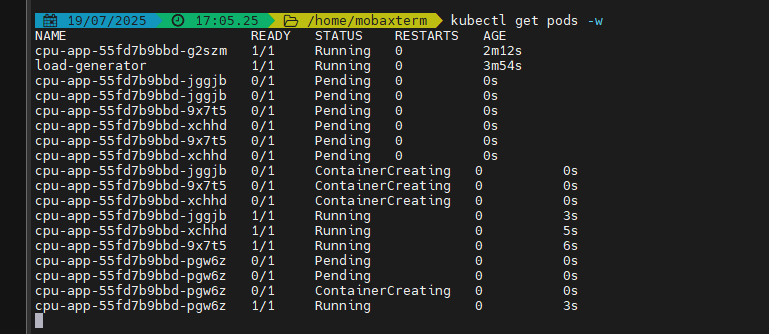 19/07/2025 17:05.25 /home/mobaxterm kubectl get pods -w
NAME READY STATUS RESTARTS AGE
cpu-app-55fd7b9bbd-g2szm 1/1 Running 0 2m12s
load-generator 1/1 Running 0 3m54s
cpu-app-55fd7b9bbd-jggjb 0/1 Pending 0 0s
cpu-app-55fd7b9bbd-jggjb 0/1 Pending 0 0s
cpu-app-55fd7b9bbd-9x7t5 0/1 Pending 0 0s
cpu-app-55fd7b9bbd-xchhd 0/1 Pending 0 0s
cpu-app-55fd7b9bbd-9x7t5 0/1 Pending 0 0s
cpu-app-55fd7b9bbd-xchhd 0/1 Pending 0 0s
cpu-app-55fd7b9bbd-jggjb 0/1 ContainerCreating 0 0s
cpu-app-55fd7b9bbd-9x7t5 0/1 ContainerCreating 0 0s
cpu-app-55fd7b9bbd-xchhd 0/1 ContainerCreating 0 0s
cpu-app-55fd7b9bbd-jggjb 1/1 Running 0 3s
cpu-app-55fd7b9bbd-xchhd 1/1 Running 0 5s
cpu-app-55fd7b9bbd-9x7t5 1/1 Running 0 6s
cpu-app-55fd7b9bbd-pgw6z 0/1 Pending 0 0s
cpu-app-55fd7b9bbd-pgw6z 0/1 Pending 0 0s
cpu-app-55fd7b9bbd-pgw6z 0/1 ContainerCreating 0 0s
cpu-app-55fd7b9bbd-pgw6z 1/1 Running 0 3s